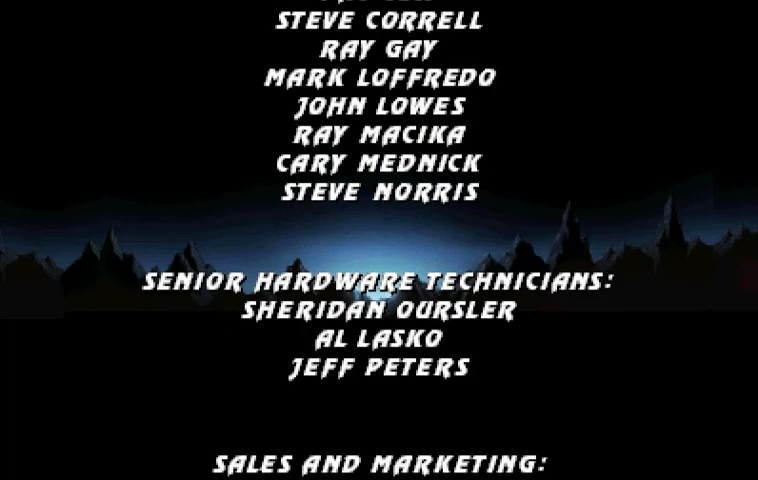 STEVE CORRELL
RAY GAY
MARK LOFFREDO
JOHN LOWES
RAY MACIKA
CARY MEDNICK
STEVE NORRIS
SENIOR HARDWARE TECHNICIANS:
SHERIDAN OURSLER
AL LASKO
JEFF PETERS
SALES AND MARKETING: